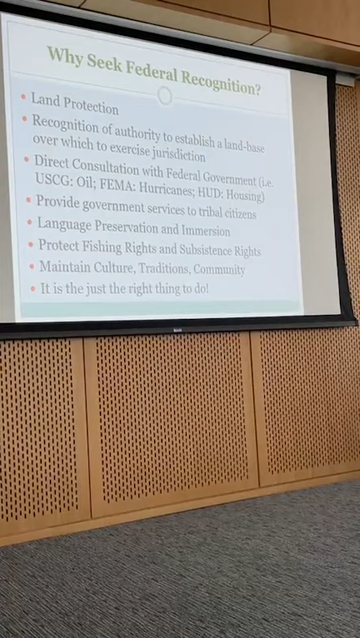 Why Seek Federal Recognition?
• Land Protection
• Recognition of authority to establish a land-base
over which to exercise jurisdiction
• Direct Consultation with Federal Government (i.e.
USCG: Oil; FEMA: Hurricanes; HUD: Housing)
• Provide government services to tribal citizens
• Language Preservation and Immersion
• Protect Fishing Rights and Subsistence Rights
• Maintain Culture, Traditions, Community
• It is the just the right thing to do!